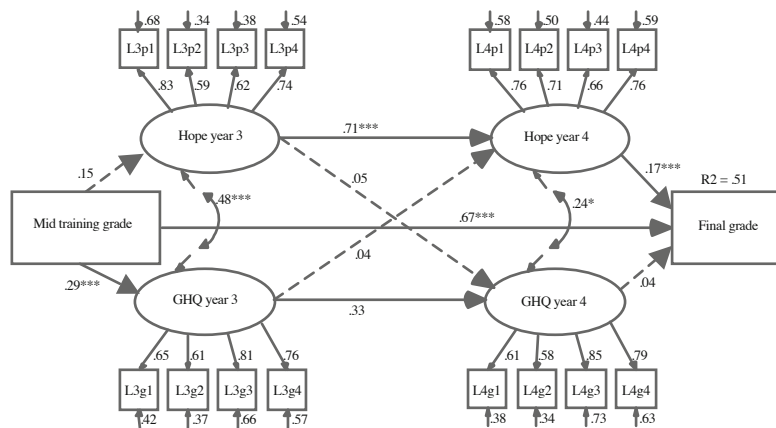 .68 .34 .38 .54 .58 .50 .44 .59
L3p1 L3p2 L3p3 L3p4 L4p1 L4p2 L4p3 L4p4
.83 .59 .62 .74 .76 .71 .66 .76
Hope year 3 .71*** Hope year 4
.15 .05 .17*** R2 = .51
.48*** .24*
Mid training grade .67*** Final grade
.04
.29*** .04
GHQ year 3 .33 GHQ year 4
.65 .61 .81 .76 .61 .58 .85 .79
L3g1 L3g2 L3g3 L3g4 L4g1 L4g2 L4g3 L4g4
.42 .37 .66 .57 .38 .34 .73 .63